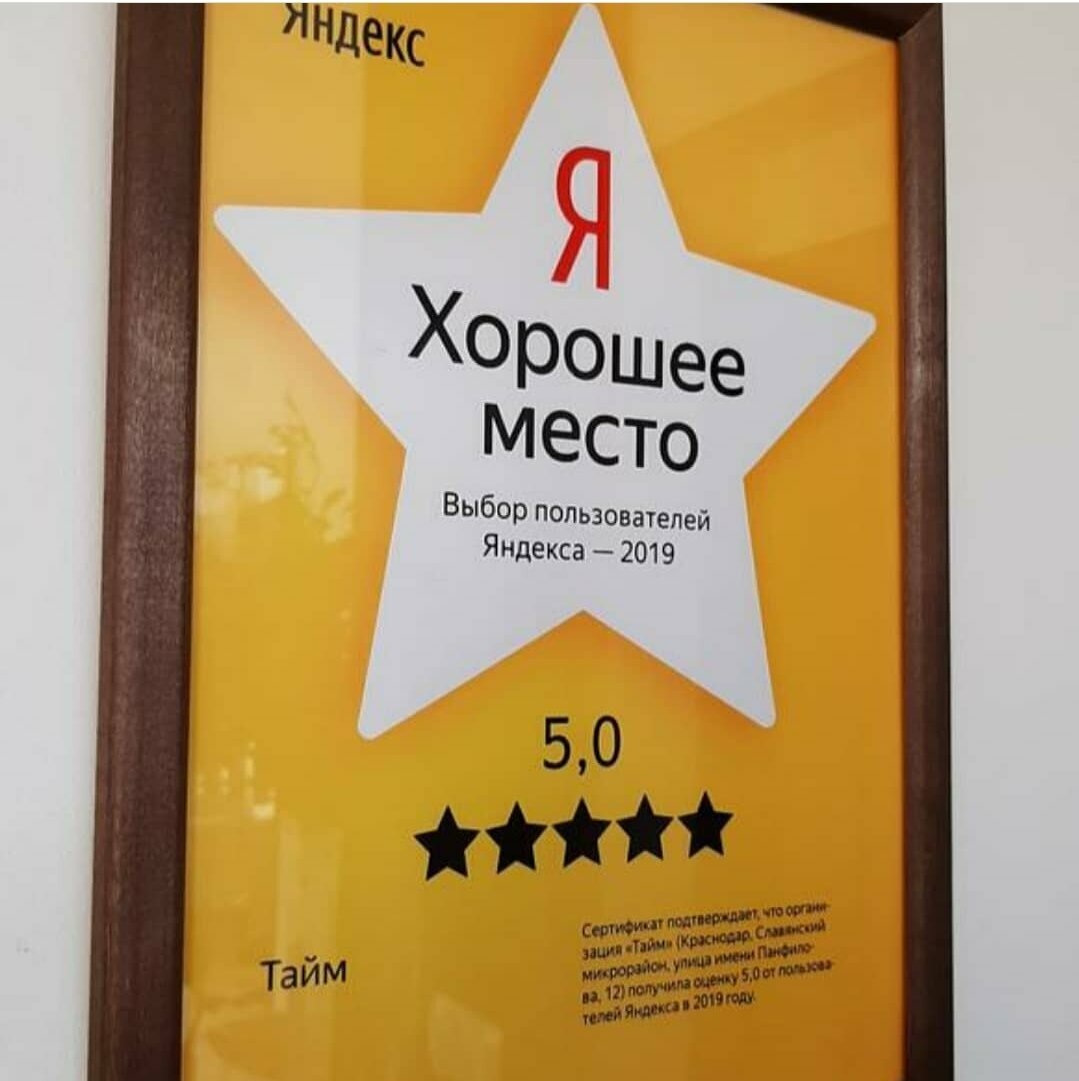 Яндекс
Я
Хорошее
место
Выбор пользователей
Яндекса — 2019
5,0
Тайм
Сертификат подтверждает, что органи-
зация «Тайм» (Краснодар, Славянский
микрорайон, улица имени Панфило-
ва, 12) получила оценку 5,0 от пользова-
телей Яндекса в 2019 году.